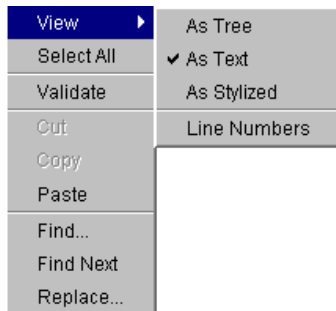 View
Select All
Validate
Cut
Copy
Paste
Find...
Find Next
Replace...
As Tree
As Text
As Stylized
Line Numbers